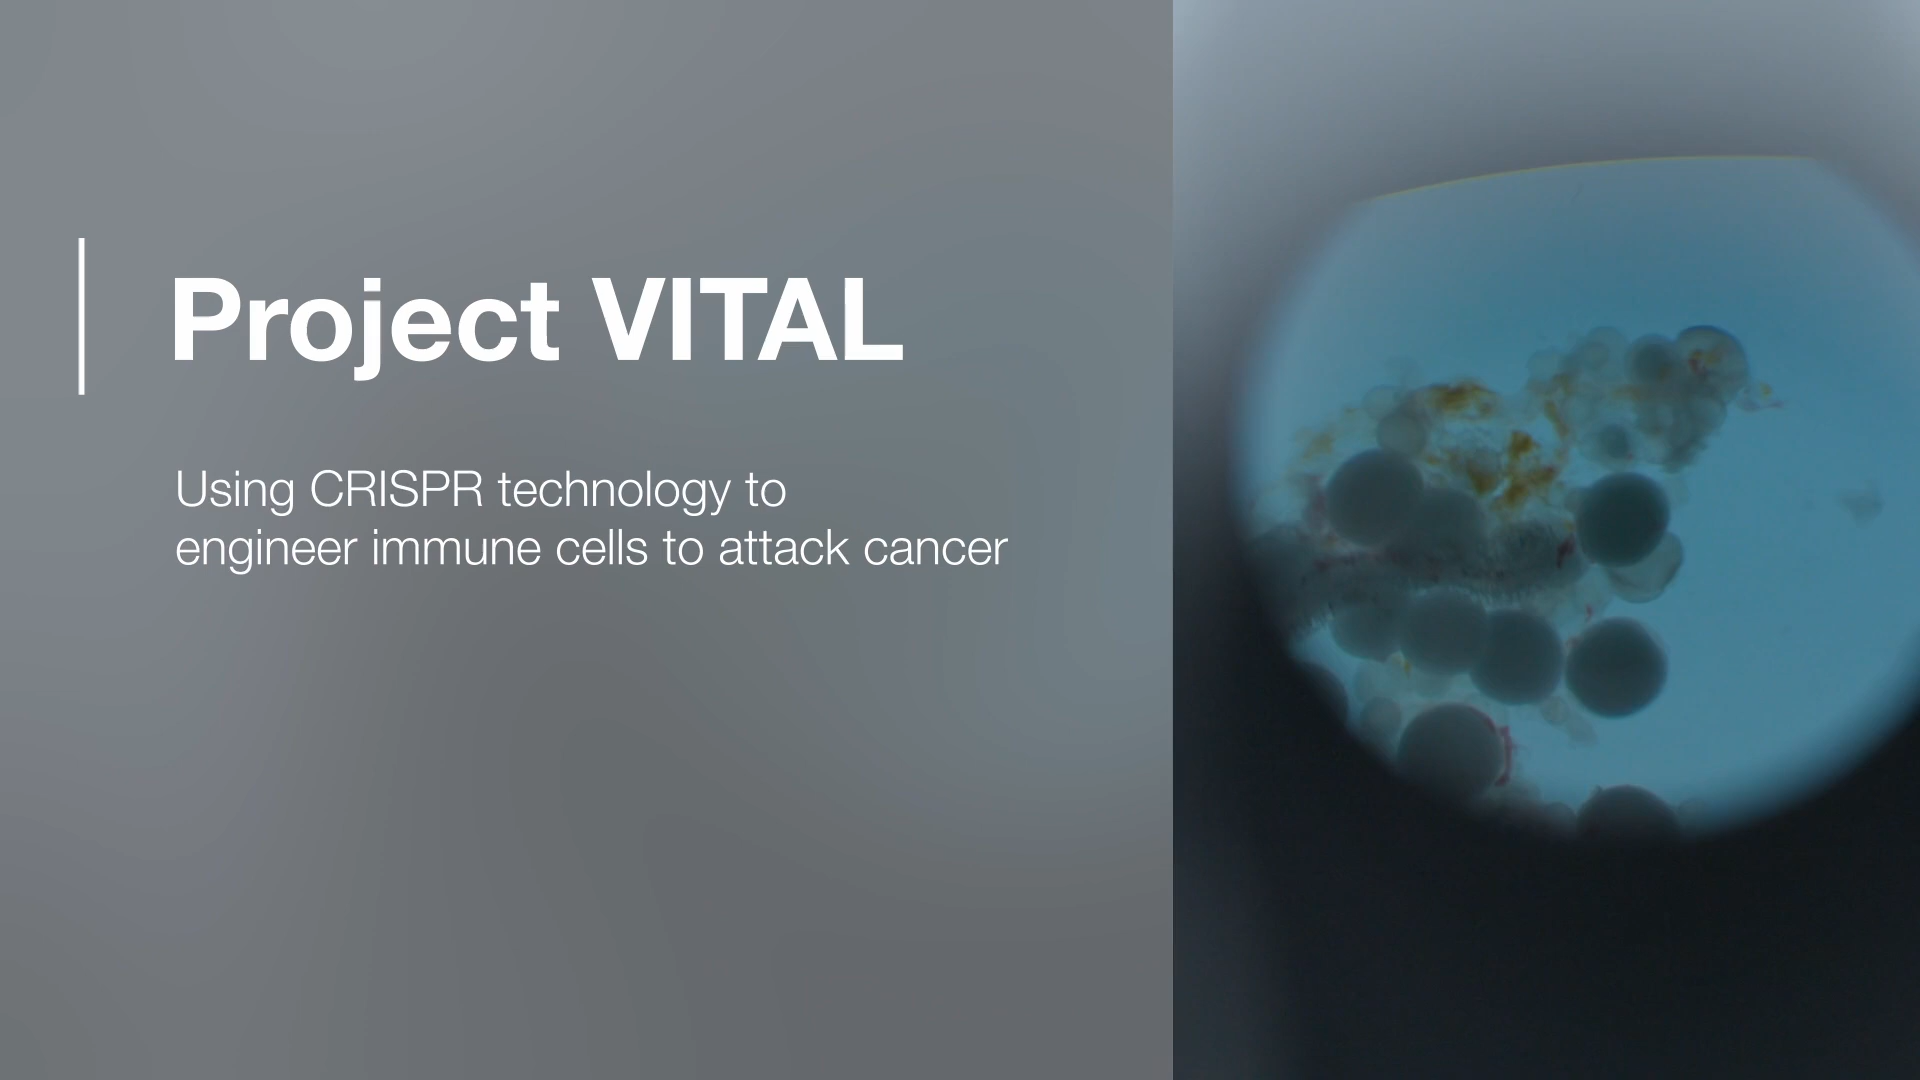 Project VITAL
Using CRISPR technology to
engineer immune cells to attack cancer